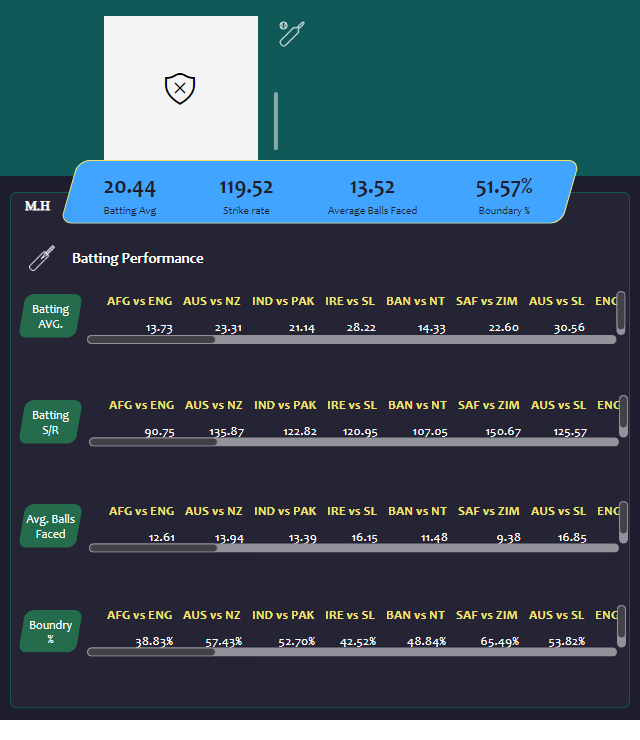 20.44 119.52 13.52 51.57%
Batting Avg Strike rate Average Balls Faced Boundary %
M.H
Batting Performance
Batting AVG.
AFG vs ENG AUS vs NZ IND vs PAK IRE vs SL BAN vs NT SAF vs ZIM AUS vs SL ENG
13.73 23.31 21.14 28.22 14.33 22.60 30.56
Batting S/R
AFG vs ENG AUS vs NZ IND vs PAK IRE vs SL BAN vs NT SAF vs ZIM AUS vs SL ENG
90.75 135.87 122.82 120.95 107.05 150.67 125.57
Avg. Balls Faced
AFG vs ENG AUS vs NZ IND vs PAK IRE vs SL BAN vs NT SAF vs ZIM AUS vs SL ENG
12.61 13.94 13.39 16.15 11.48 9.38 16.85
Boundry %
AFG vs ENG AUS vs NZ IND vs PAK IRE vs SL BAN vs NT SAF vs ZIM AUS vs SL ENG
38.83% 57.43% 52.70% 42.52% 48.84% 65.49% 53.82%